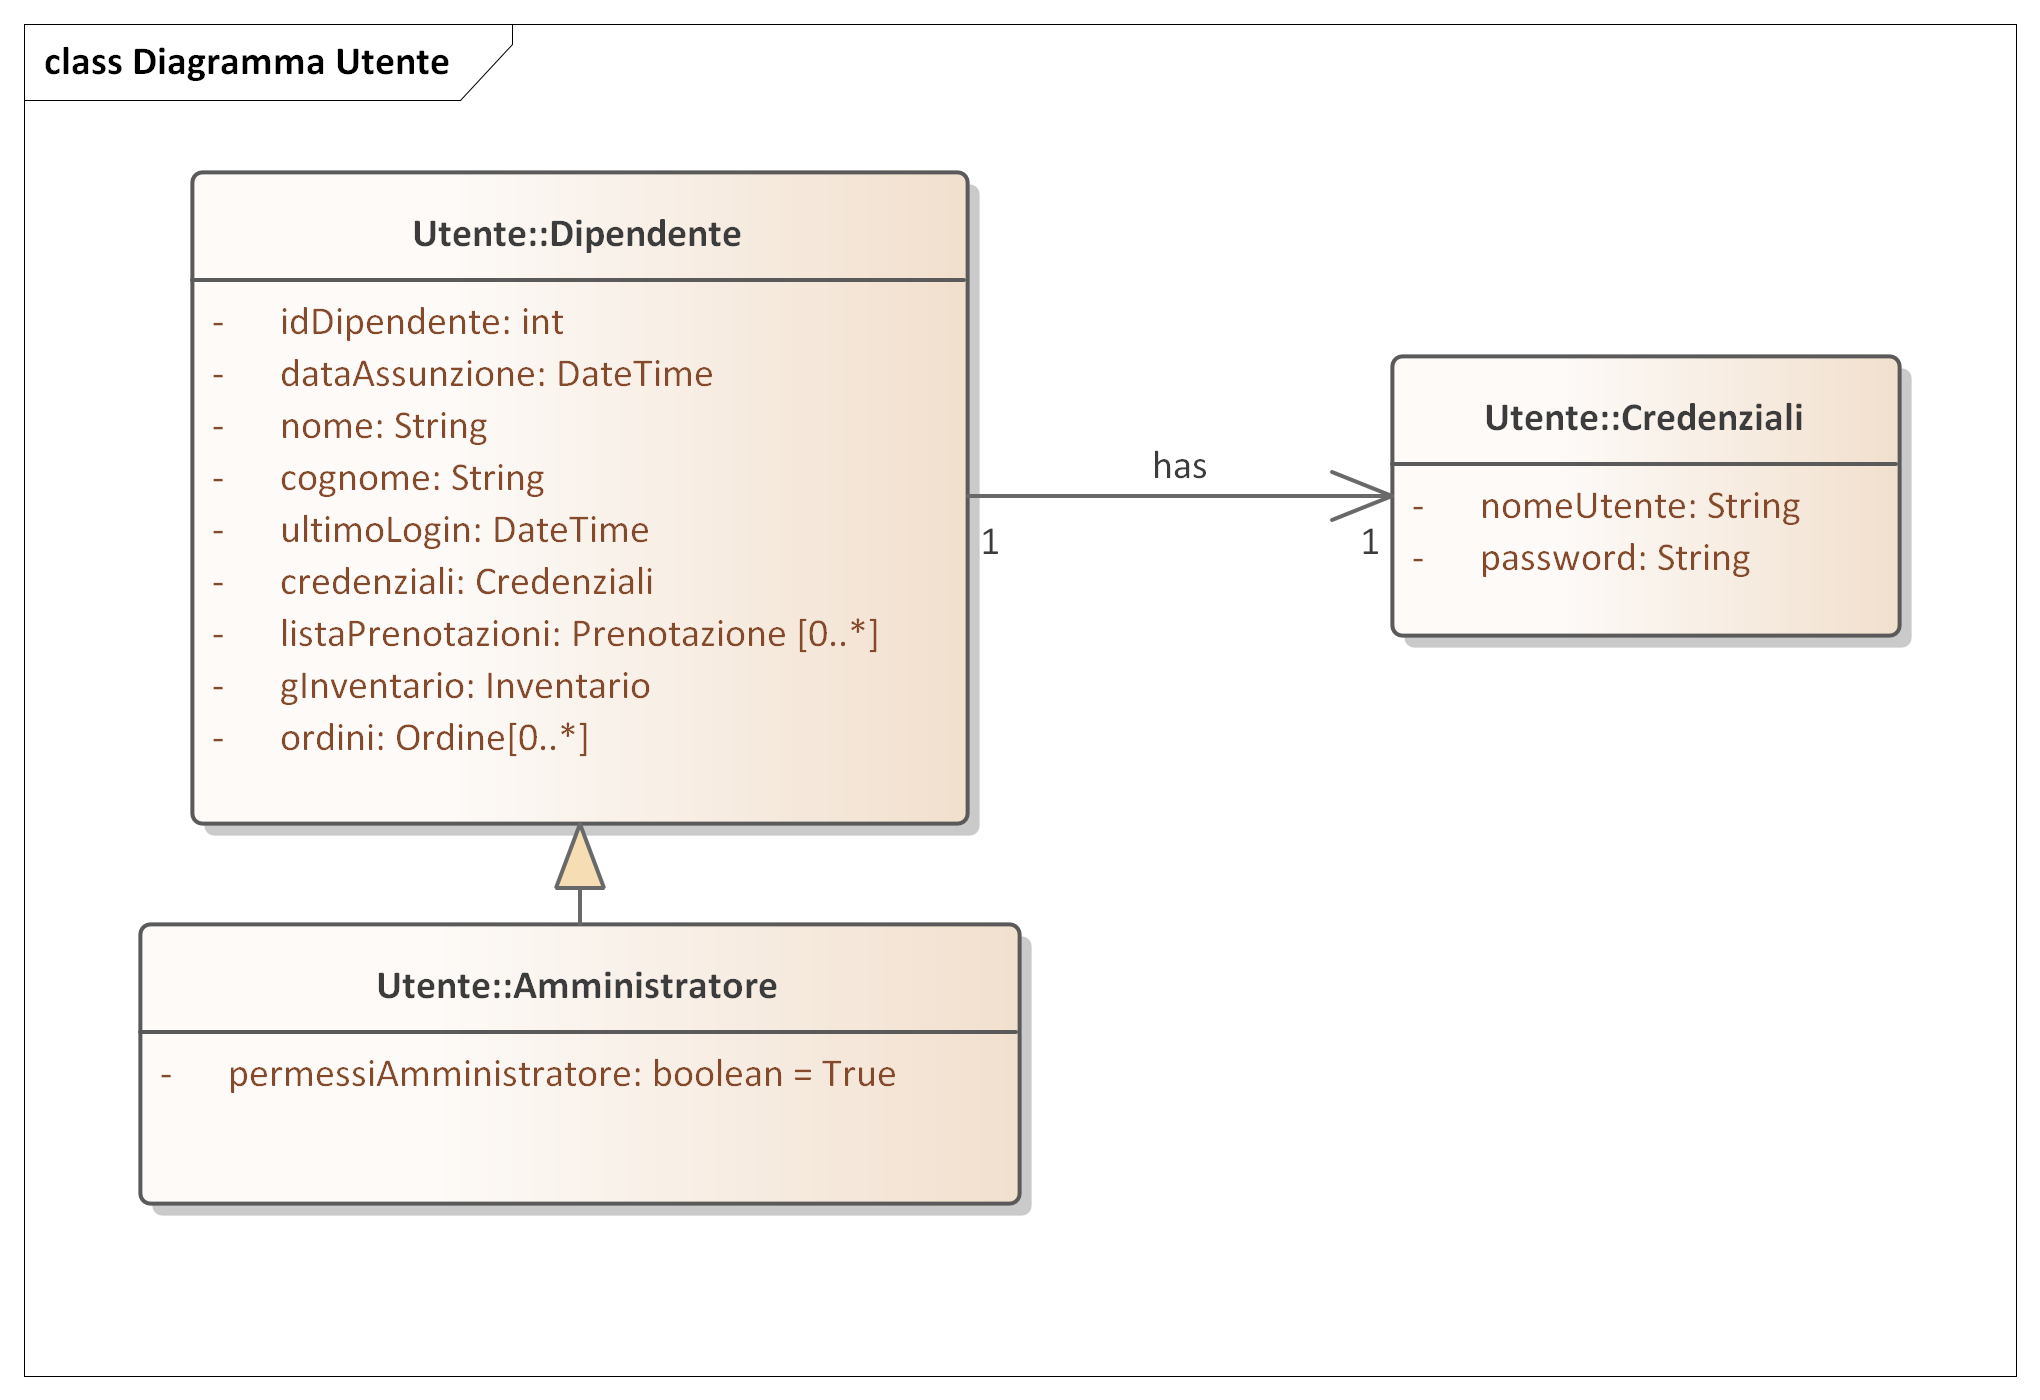 class Diagramma Utente
Utente::Dipendente
- idDipendente: int
- dataAssunzione: DateTime
- nome: String
- cognome: String
- ultimoLogin: DateTime
- credenziali: Credenziali
- listaPrenotazioni: Prenotazione [0..*]
- gInventario: Inventario
- ordini: Ordine[0..*]
has
1
1
Utente::Credenziali
- nomeUtente: String
- password: String
Utente::Amministratore
- permessiAmministratore: boolean = True